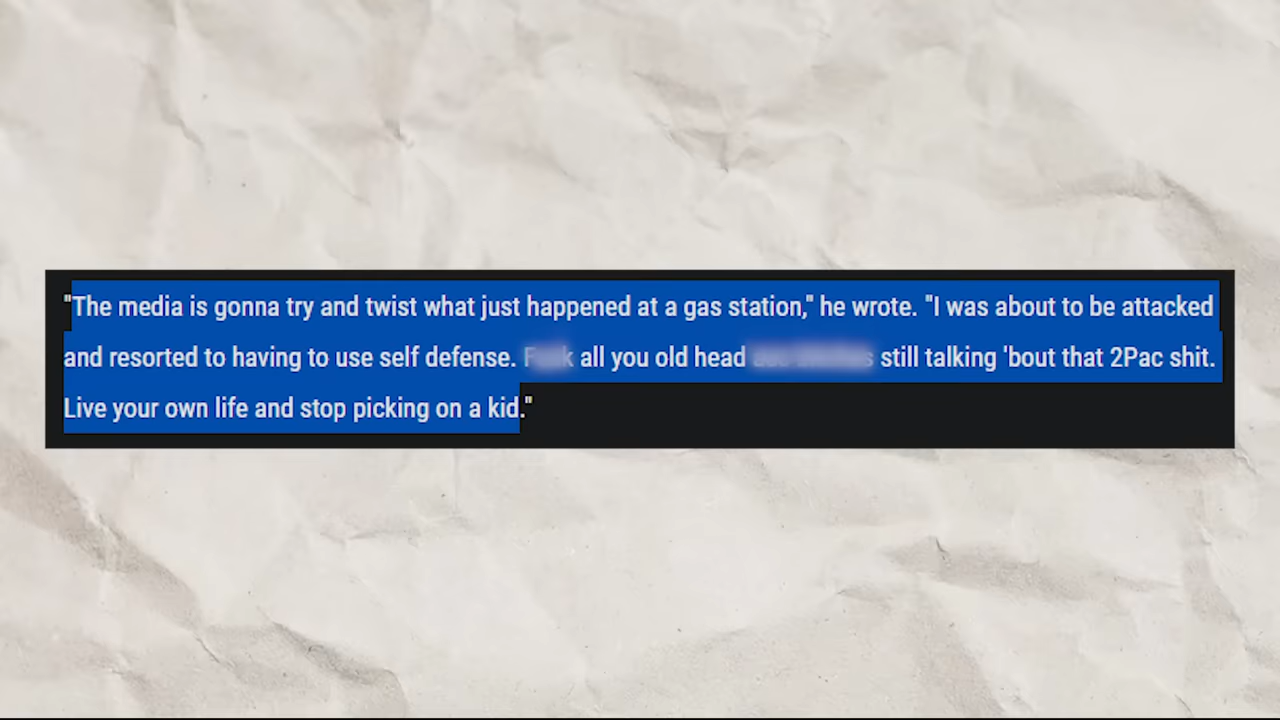 "The media is gonna try and twist what just happened at a gas station," he wrote. "I was about to be attacked
and resorted to having to use self defense. all you old head still talking 'bout that 2Pac shit.
Live your own life and stop picking on a kid."